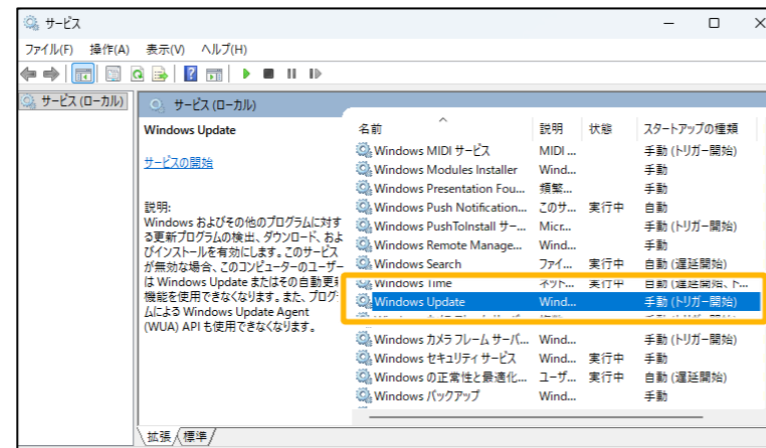 サービス
ファイル(F) 操作(A) 表示(V) ヘルプ(H)
サービス (ローカル)
サービス (ローカル)
Windows Update
サービスの開始
説明:
Windows およびその他のプログラムに対す
る更新プログラムの検出、ダウンロード、およ
びインストールを有効にします。このサービス
が無効な場合、このコンピューターのユーザー
は Windows Update またはその自動更
機能を使用できなくなります。また、プログ
ムによる Windows Update Agent
(WUA) API も使用できなくなります。
名前 説明 状態 スタートアップの種類
Windows MIDI サービス MIDI ... 手動 (トリガー開始)
Windows Modules Installer Wind... 手動
Windows Presentation Fou... 頻繁... 手動
Windows Push Notification... このサ... 実行中 自動
Windows PushToInstall サー... Micr... 手動 (トリガー開始)
Windows Remote Manage... Wind... 手動
Windows Search ファイ... 実行中 自動 (遅延開始)
Windows Time ネット... 実行中 自動 (遅延開始、ト...
Windows Update Wind... 手動 (トリガー開始)
Windows カメラ フレーム サーバ... Wind... 手動 (トリガー開始)
Windows セキュリティ サービス Wind... 実行中 手動
Windows の正常性と最適化... ユーザ... 実行中 自動 (遅延開始)
Windows バックアップ Wind... 手動
拡張 標準